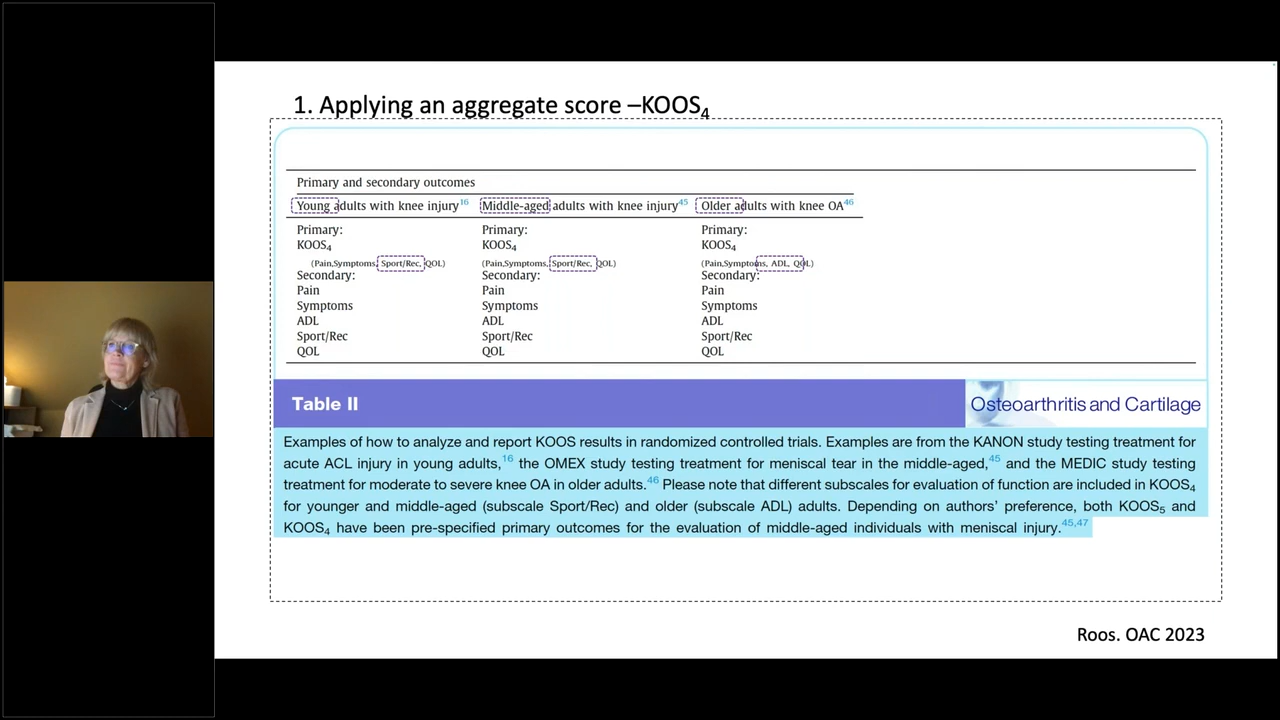 1. Applying an aggregate score –KOOS4
Primary and secondary outcomes
Young adults with knee injury16 Middle-aged adults with knee injury45 Older adults with knee OA46
Primary: Primary: Primary:
KOOS4 KOOS4 KOOS4
(Pain,Symptoms, Sport/Rec, QOL) (Pain,Symptoms, Sport/Rec, QOL) (Pain,Symptoms, ADL, QOL)
Secondary: Secondary: Secondary:
Pain Pain Pain
Symptoms Symptoms Symptoms
ADL ADL ADL
Sport/Rec Sport/Rec Sport/Rec
QOL QOL QOL
Table II Osteoarthritis and Cartilage
Examples of how to analyze and report KOOS results in randomized controlled trials. Examples are from the KANON study testing treatment for
acute ACL injury in young adults,16 the OMEX study testing treatment for meniscal tear in the middle-aged,45 and the MEDIC study testing
treatment for moderate to severe knee OA in older adults.46 Please note that different subscales for evaluation of function are included in KOOS4
for younger and middle-aged (subscale Sport/Rec) and older (subscale ADL) adults. Depending on authors' preference, both KOOS5 and
KOOS4 have been pre-specified primary outcomes for the evaluation of middle-aged individuals with meniscal injury.45,47
Roos. OAC 2023